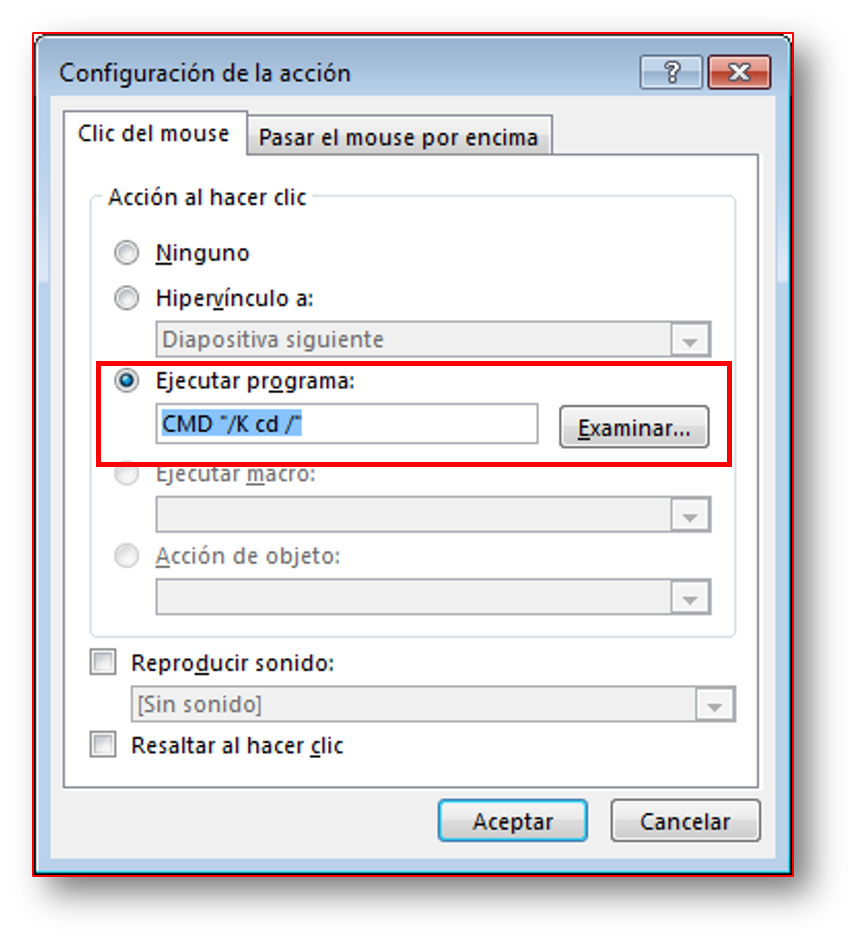 Configuración de la acción
Clic del mouse
Pasar el mouse por encima
Acción al hacer clic
Ninguno
Hipervínculo a:
Diapositiva siguiente
Ejecutar programa:
CMD "/K cd /"
Examinar...
Ejecutar macro:
Acción de objeto:
Reproducir sonido:
[Sin sonido]
Resaltar al hacer clic
Aceptar
Cancelar